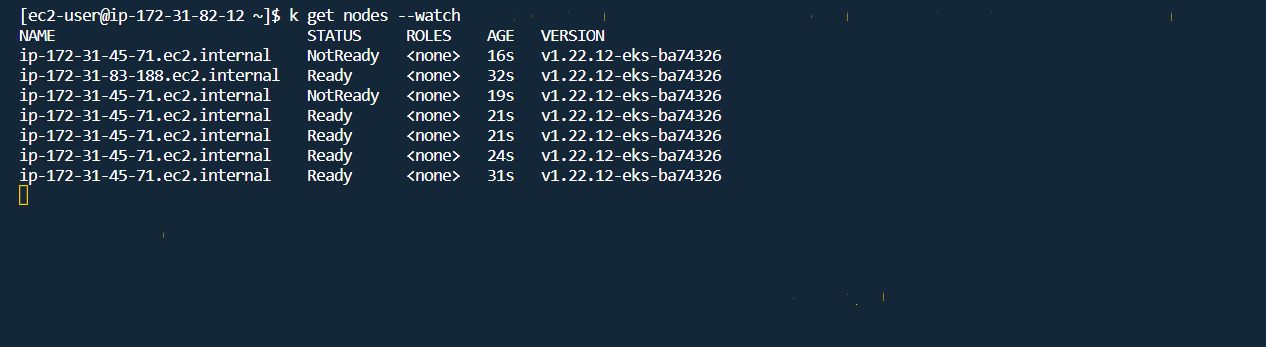 [ec2-user@ip-172-31-82-12 ~]$ k get nodes --watch
NAME STATUS ROLES AGE VERSION
ip-172-31-45-71.ec2.internal NotReady <none> 16s v1.22.12-eks-ba74326
ip-172-31-83-188.ec2.internal Ready <none> 32s v1.22.12-eks-ba74326
ip-172-31-45-71.ec2.internal NotReady <none> 19s v1.22.12-eks-ba74326
ip-172-31-45-71.ec2.internal Ready <none> 21s v1.22.12-eks-ba74326
ip-172-31-45-71.ec2.internal Ready <none> 21s v1.22.12-eks-ba74326
ip-172-31-45-71.ec2.internal Ready <none> 24s v1.22.12-eks-ba74326
ip-172-31-45-71.ec2.internal Ready <none> 31s v1.22.12-eks-ba74326